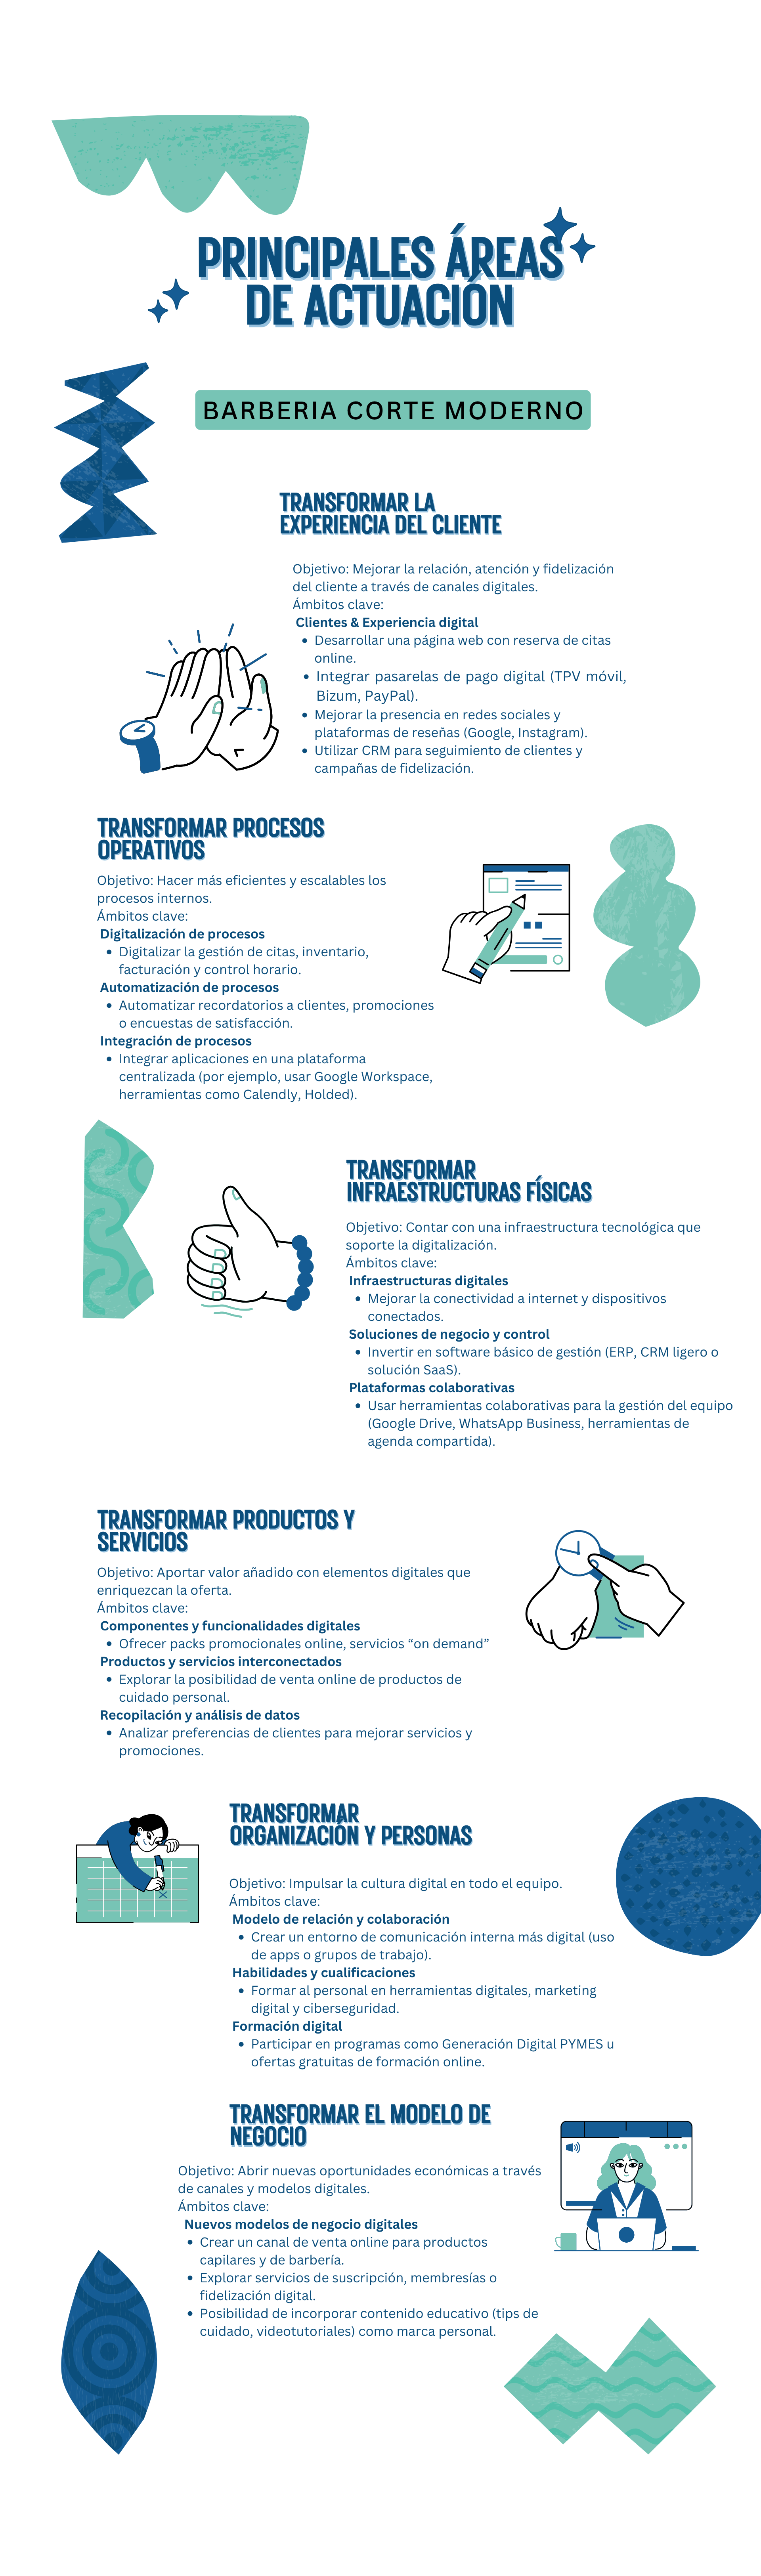 PRINCIPALES ÁREAS
DE ACTUACIÓN
BARBERIA CORTE MODERNO
TRANSFORMAR LA
EXPERIENCIA DEL CLIENTE
Objetivo: Mejorar la relación, atención y fidelización
del cliente a través de canales digitales.
Ámbitos clave:
Clientes & Experiencia digital
• Desarrollar una página web con reserva de citas
online.
• Integrar pasarelas de pago digital (TPV móvil,
Bizum, PayPal).
• Mejorar la presencia en redes sociales y
plataformas de reseñas (Google, Instagram).
• Utilizar CRM para seguimiento de clientes y
campañas de fidelización.
TRANSFORMAR PROCESOS
OPERATIVOS
Objetivo: Hacer más eficientes y escalables los
procesos internos.
Ámbitos clave:
Digitalización de procesos
• Digitalizar la gestión de citas, inventario,
facturación y control horario.
Automatización de procesos
• Automatizar recordatorios a clientes, promociones
o encuestas de satisfacción.
Integración de procesos
• Integrar aplicaciones en una plataforma
centralizada (por ejemplo, usar Google Workspace,
herramientas como Calendly, Holded).
TRANSFORMAR
INFRAESTRUCTURAS FÍSICAS
Objetivo: Contar con una infraestructura tecnológica que
soporte la digitalización.
Ámbitos clave:
Infraestructuras digitales
• Mejorar la conectividad a internet y dispositivos
conectados.
Soluciones de negocio y control
• Invertir en software básico de gestión (ERP, CRM ligero o
solución SaaS).
Plataformas colaborativas
• Usar herramientas colaborativas para la gestión del equipo
(Google Drive, WhatsApp Business, herramientas de
agenda compartida).
TRANSFORMAR PRODUCTOS Y
SERVICIOS
Objetivo: Aportar valor añadido con elementos digitales que
enriquezcan la oferta.
Ámbitos clave:
Componentes y funcionalidades digitales
• Ofrecer packs promocionales online, servicios “on demand”
Productos y servicios interconectados
• Explorar la posibilidad de venta online de productos de
cuidado personal.
Recopilación y análisis de datos
• Analizar preferencias de clientes para mejorar servicios y
promociones.
TRANSFORMAR
ORGANIZACIÓN Y PERSONAS
Objetivo: Impulsar la cultura digital en todo el equipo.
Ámbitos clave:
Modelo de relación y colaboración
• Crear un entorno de comunicación interna más digital (uso
de apps o grupos de trabajo).
Habilidades y cualificaciones
• Formar al personal en herramientas digitales, marketing
digital y ciberseguridad.
Formación digital
• Participar en programas como Generación Digital PYMES u
ofertas gratuitas de formación online.
TRANSFORMAR EL MODELO DE
NEGOCIO
Objetivo: Abrir nuevas oportunidades económicas a través
de canales y modelos digitales.
Ámbitos clave:
Nuevos modelos de negocio digitales
• Crear un canal de venta online para productos
capilares y de barbería.
• Explorar servicios de suscripción, membresías o
fidelización digital.
• Posibilidad de incorporar contenido educativo (tips de
cuidado, videotutoriales) como marca personal.